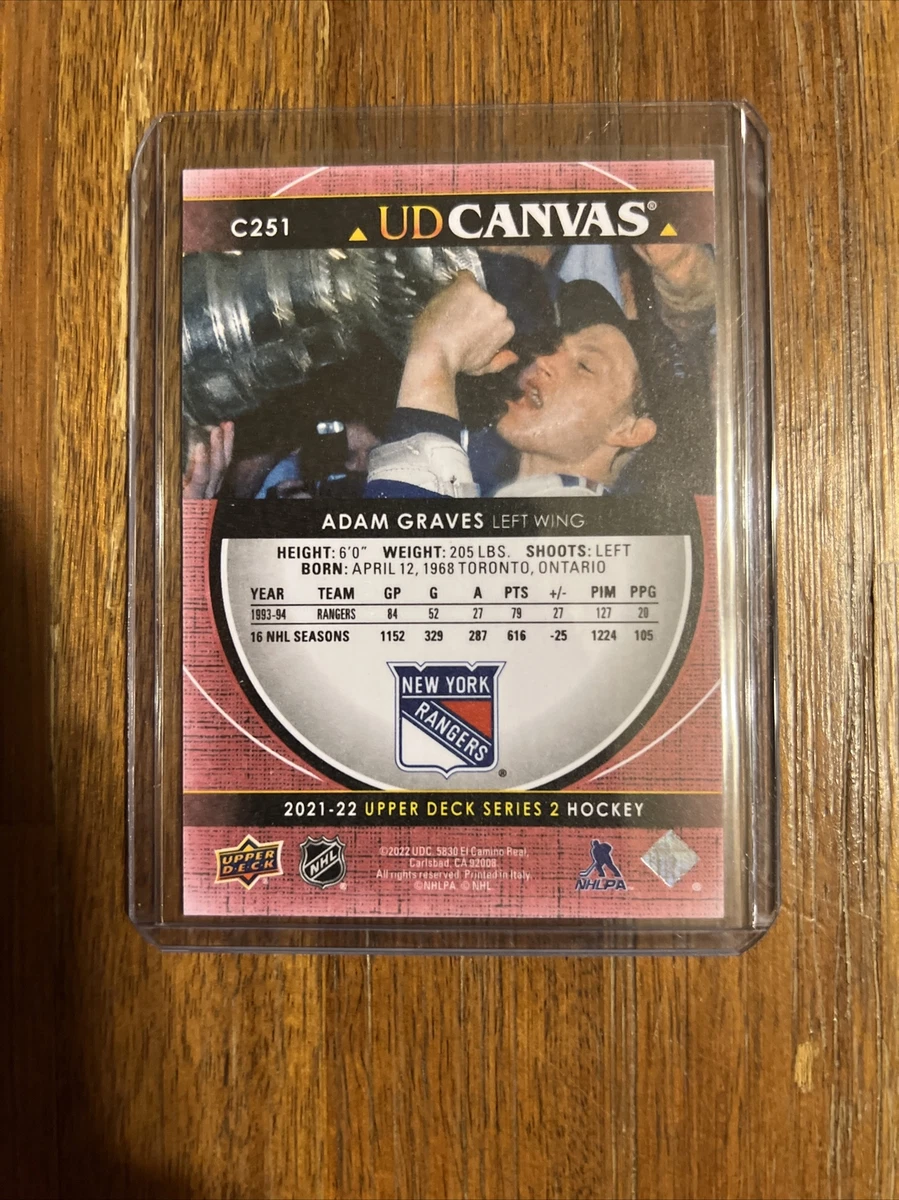 C251
UD CANVAS®
ADAM GRAVES LEFT WING
HEIGHT: 6'0" WEIGHT: 205 LBS. SHOOTS: LEFT
BORN: APRIL 12, 1968 TORONTO, ONTARIO
YEAR TEAM GP G A PTS +/- PIM PPG
1993-94 RANGERS 84 52 27 79 27 127 20
16 NHL SEASONS 1152 329 287 616 -25 1224 105
NEW YORK
RANGERS
®
2021-22 UPPER DECK SERIES 2 HOCKEY
UPPER
DECK
NHL
®
©2022 UDC. 5830 El Camino Real,
Carlsbad, CA 92008.
All rights reserved. Printed in Italy.
©NHLPA ©NHL
NHLPA
®